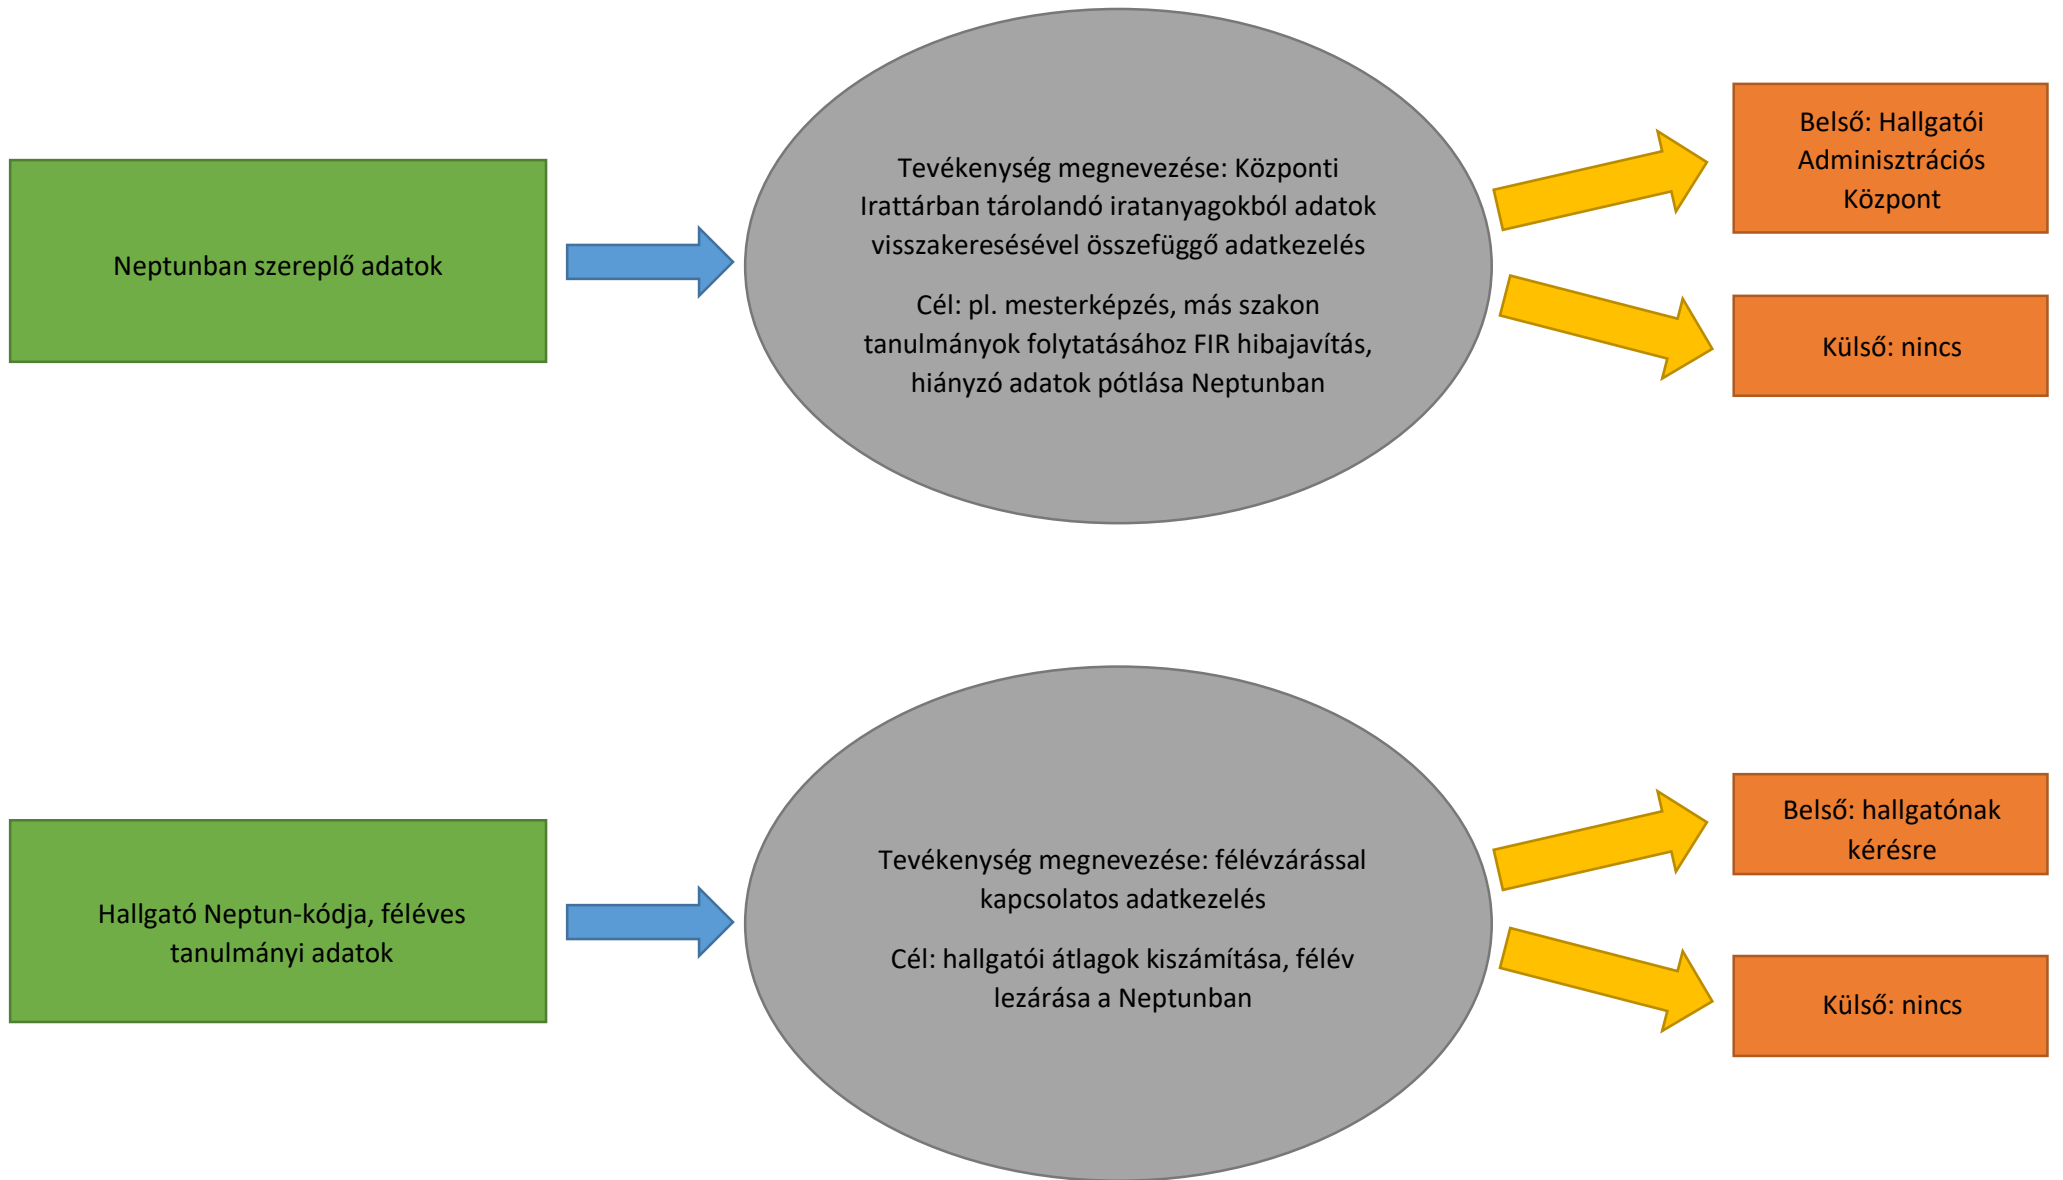 Neptunban szereplő adatok
Tevékenység megnevezése: Központi
Irattárban tárolandó iratanyagokból adatok
visszakeresésével összefüggő adatkezelés
Cél: pl. mesterképzés, más szakon
tanulmányok folytatásához FIR hibajavítás,
hiányzó adatok pótlása Neptunban
Belső: Hallgatói
Adminisztrációs
Központ
Külső: nincs
Hallgató Neptun-kódja, féléves
tanulmányi adatok
Tevékenység megnevezése: félévzárással
kapcsolatos adatkezelés
Cél: hallgatói átlagok kiszámítása, félév
lezárása a Neptunban
Belső: hallgatónak
kérésre
Külső: nincs